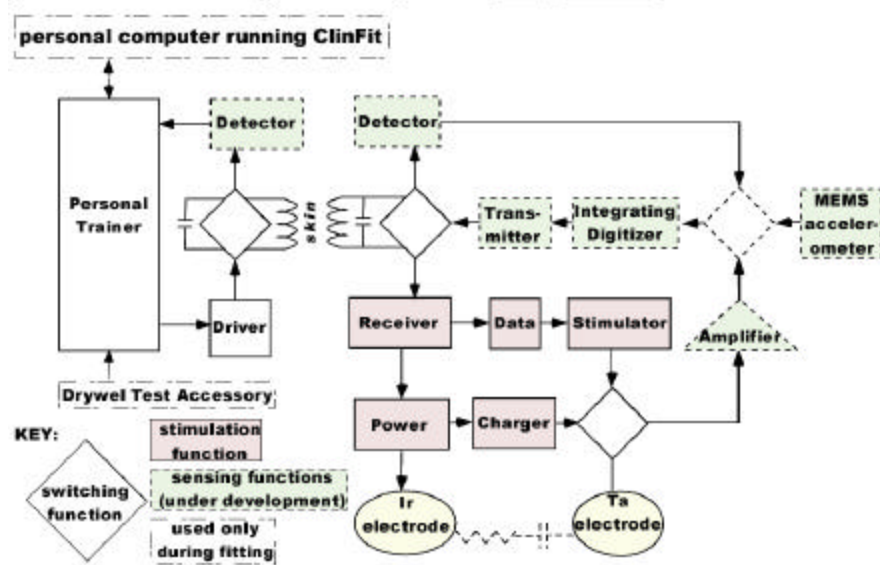 personal computer running ClinFit
Detector
Detector
Personal
Trainer
skin
Trans-
mitter
Integrating
Digitizer
MEMS
acceler-
ometer
Driver
Receiver
Data
Stimulator
Amplifier
Drywel Test Accessory
Power
Charger
KEY:
stimulation
function
switching
function
sensing functions
(under development)
used only
during fitting
Ir
electrode
Ta
electrode